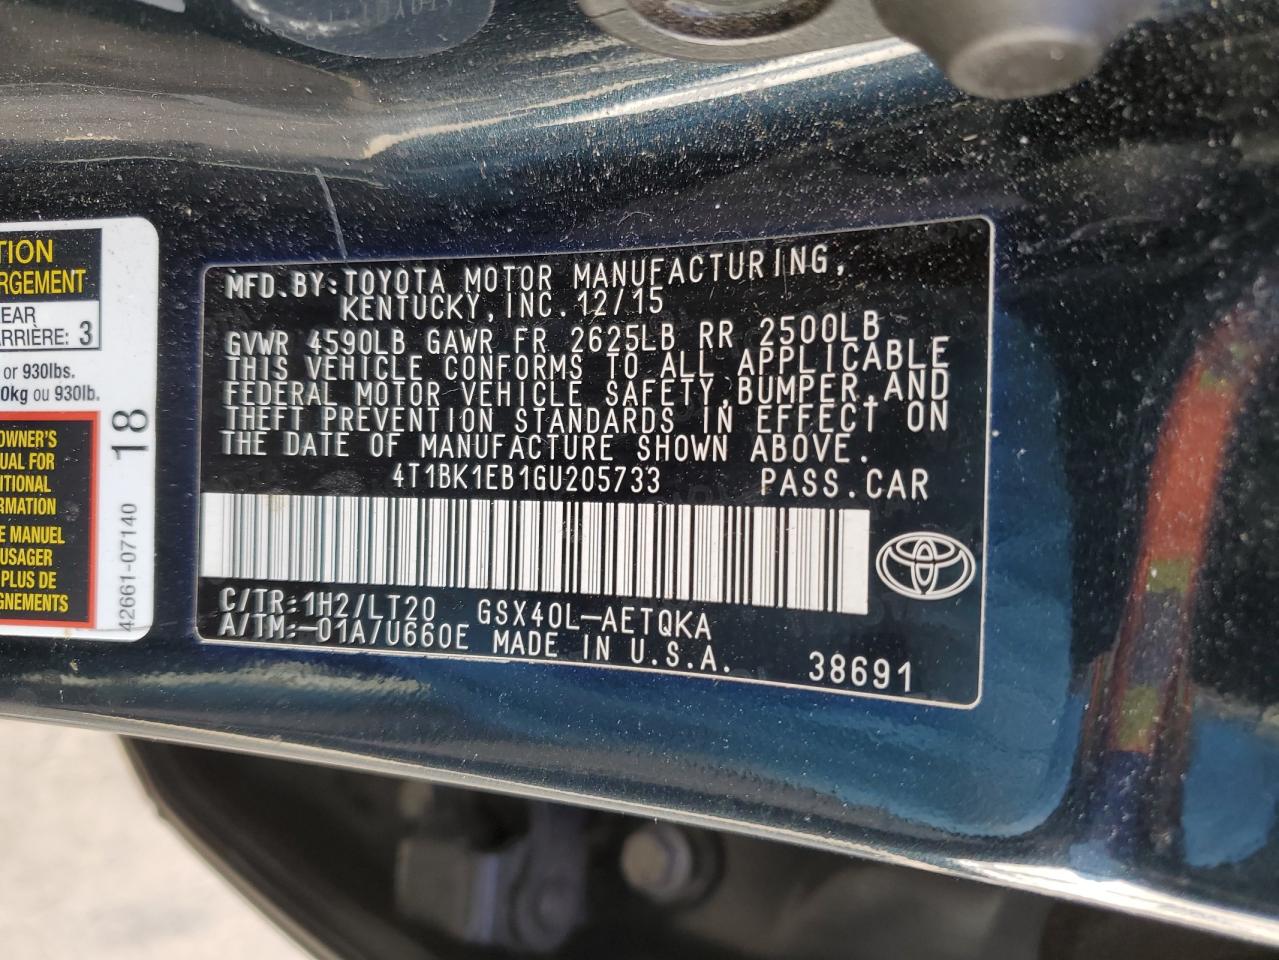 TION
RGEMENT
EAR
ARRIÈRE: 3
or 930lbs.
0kg ou 930lb.
OWNER'S
UAL FOR
ITIONAL
RMATION
E MANUEL
USAGER
PLUS DE
GNEMENTS
18
42661-07140
MFD.BY:TOYOTA MOTOR MANUFACTURING,
KENTUCKY,INC.12/15
GVWR 4590LB GAWR FR 2625LB RR 2500LB
THIS VEHICLE CONFORMS TO ALL APPLICABLE
FEDERAL MOTOR VEHICLE SAFETY,BUMPER,AND
THEFT PREVENTION STANDARDS IN EFFECT ON
THE DATE OF MANUFACTURE SHOWN ABOVE.
4T1BK1EB1GU205733 PASS.CAR
C/TR:1H2/LT20 GSX40L-AETQKA
A/TM:-01A/U660E MADE IN U.S.A. 38691